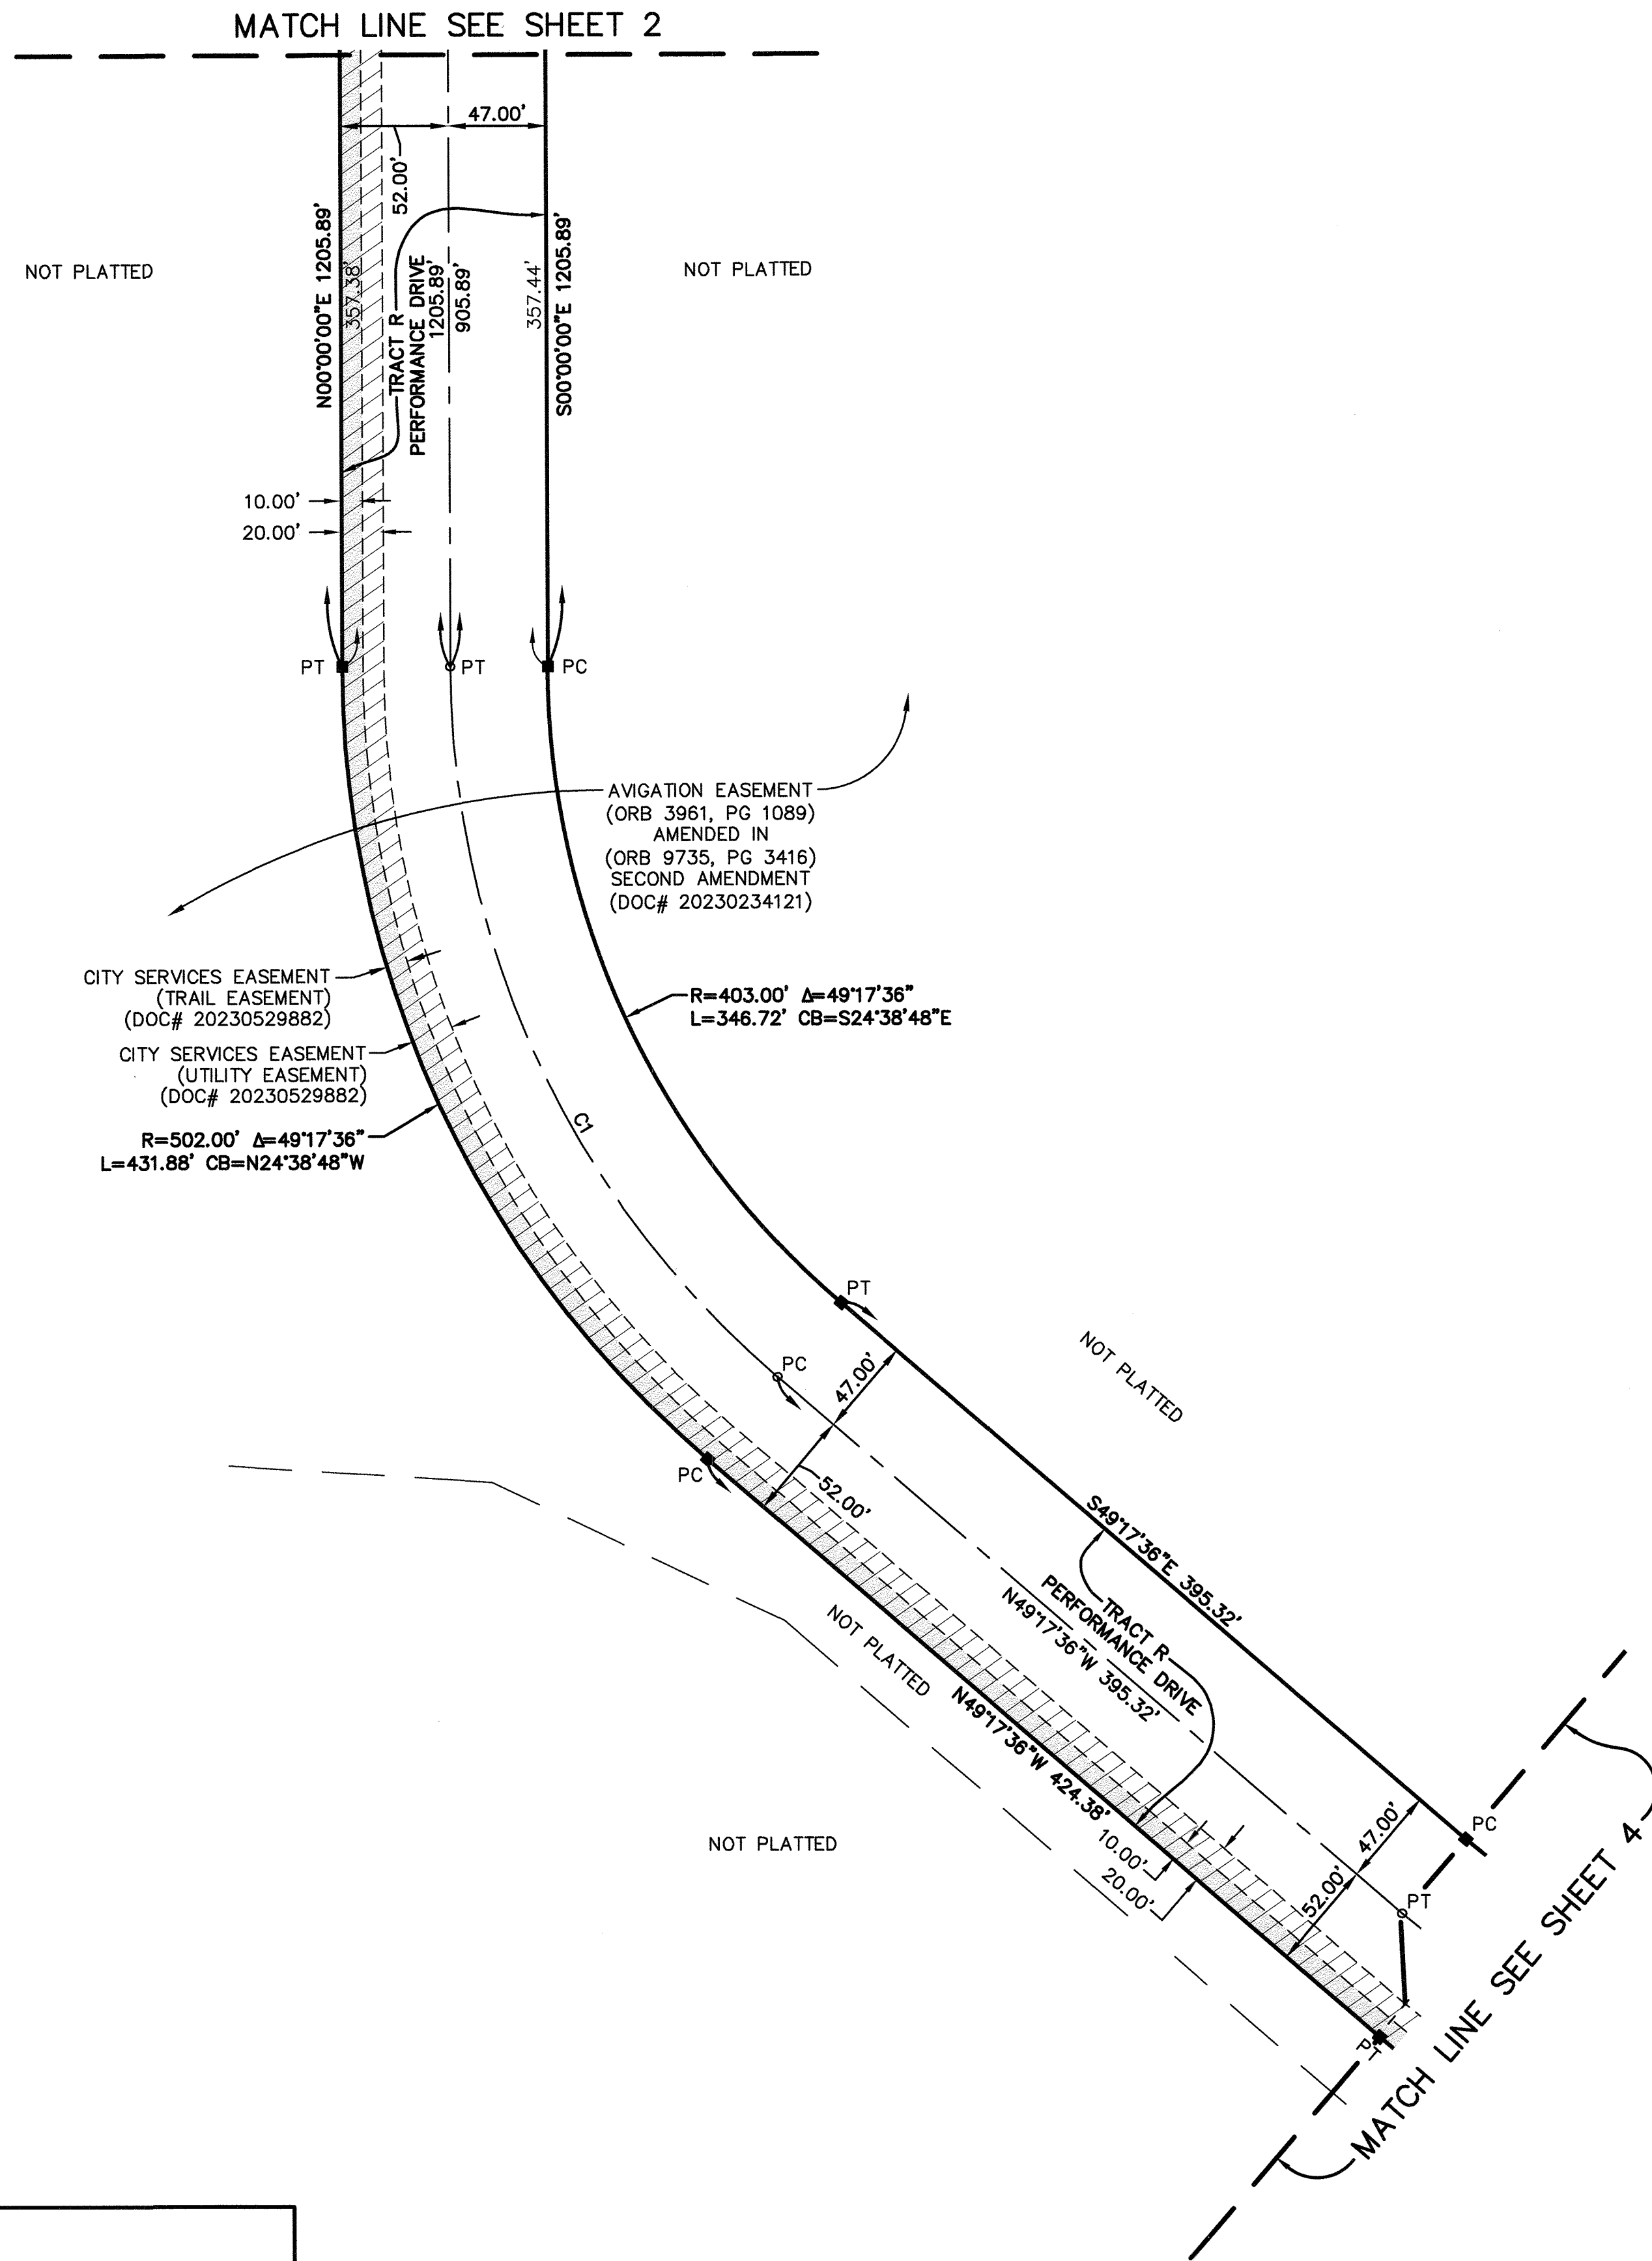 MATCH LINE SEE SHEET 2
47.00'
52.00'
NOT PLATTED
N00°00'00"E 1205.89'
357.38'
TRACT R
PERFORMANCE DRIVE
1205.89'
905.89'
357.44'
S00°00'00"E 1205.89'
NOT PLATTED
10.00'
20.00'
PT
PT
PC
AVIGATION EASEMENT
(ORB 3961, PG 1089)
AMENDED IN
(ORB 9735, PG 3416)
SECOND AMENDMENT
(DOC# 20230234121)
CITY SERVICES EASEMENT
(TRAIL EASEMENT)
(DOC# 20230529882)
CITY SERVICES EASEMENT
(UTILITY EASEMENT)
(DOC# 20230529882)
R=502.00' Δ=49°17'36"
L=431.88' CB=N24°38'48"W
R=403.00' Δ=49°17'36"
L=346.72' CB=S24°38'48"E
C1
PT
PC
47.00'
NOT PLATTED
PC
52.00'
S49°17'36"E 395.32'
TRACT R
PERFORMANCE DRIVE
N49°17'36"W 395.32'
NOT PLATTED
N49°17'36"W 424.38'
NOT PLATTED
10.00'
20.00'
47.00'
PC
52.00'
PT
PT
MATCH LINE SEE SHEET 4